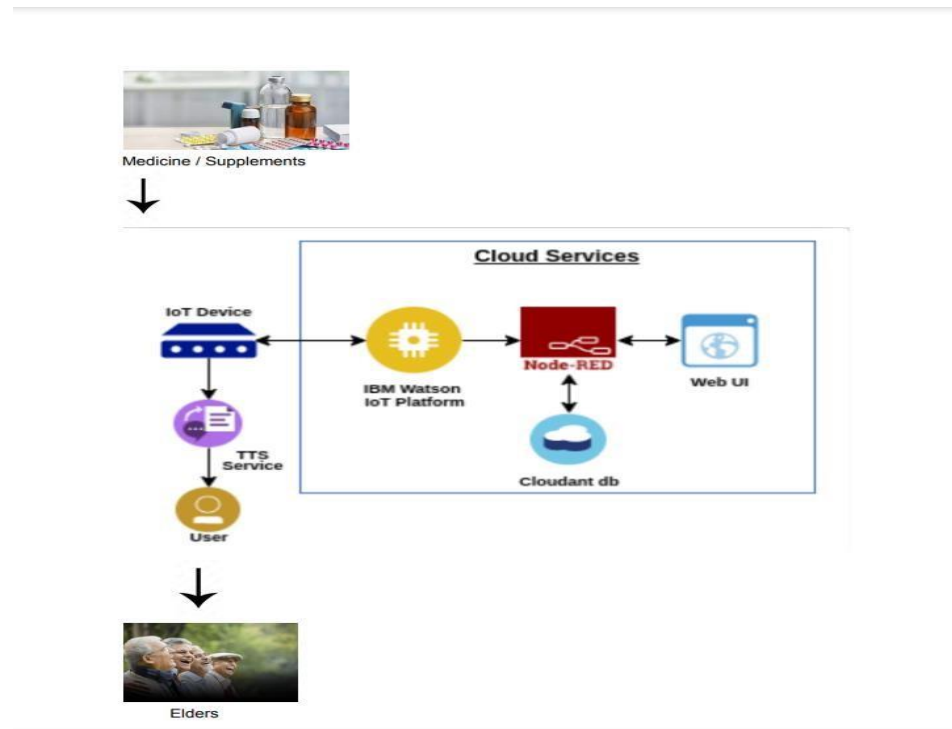 Medicine / Supplements
Cloud Services
IoT Device
IBM Watson
IoT Platform
Node-RED
Web UI
TTS
Service
Cloudant db
User
Elders